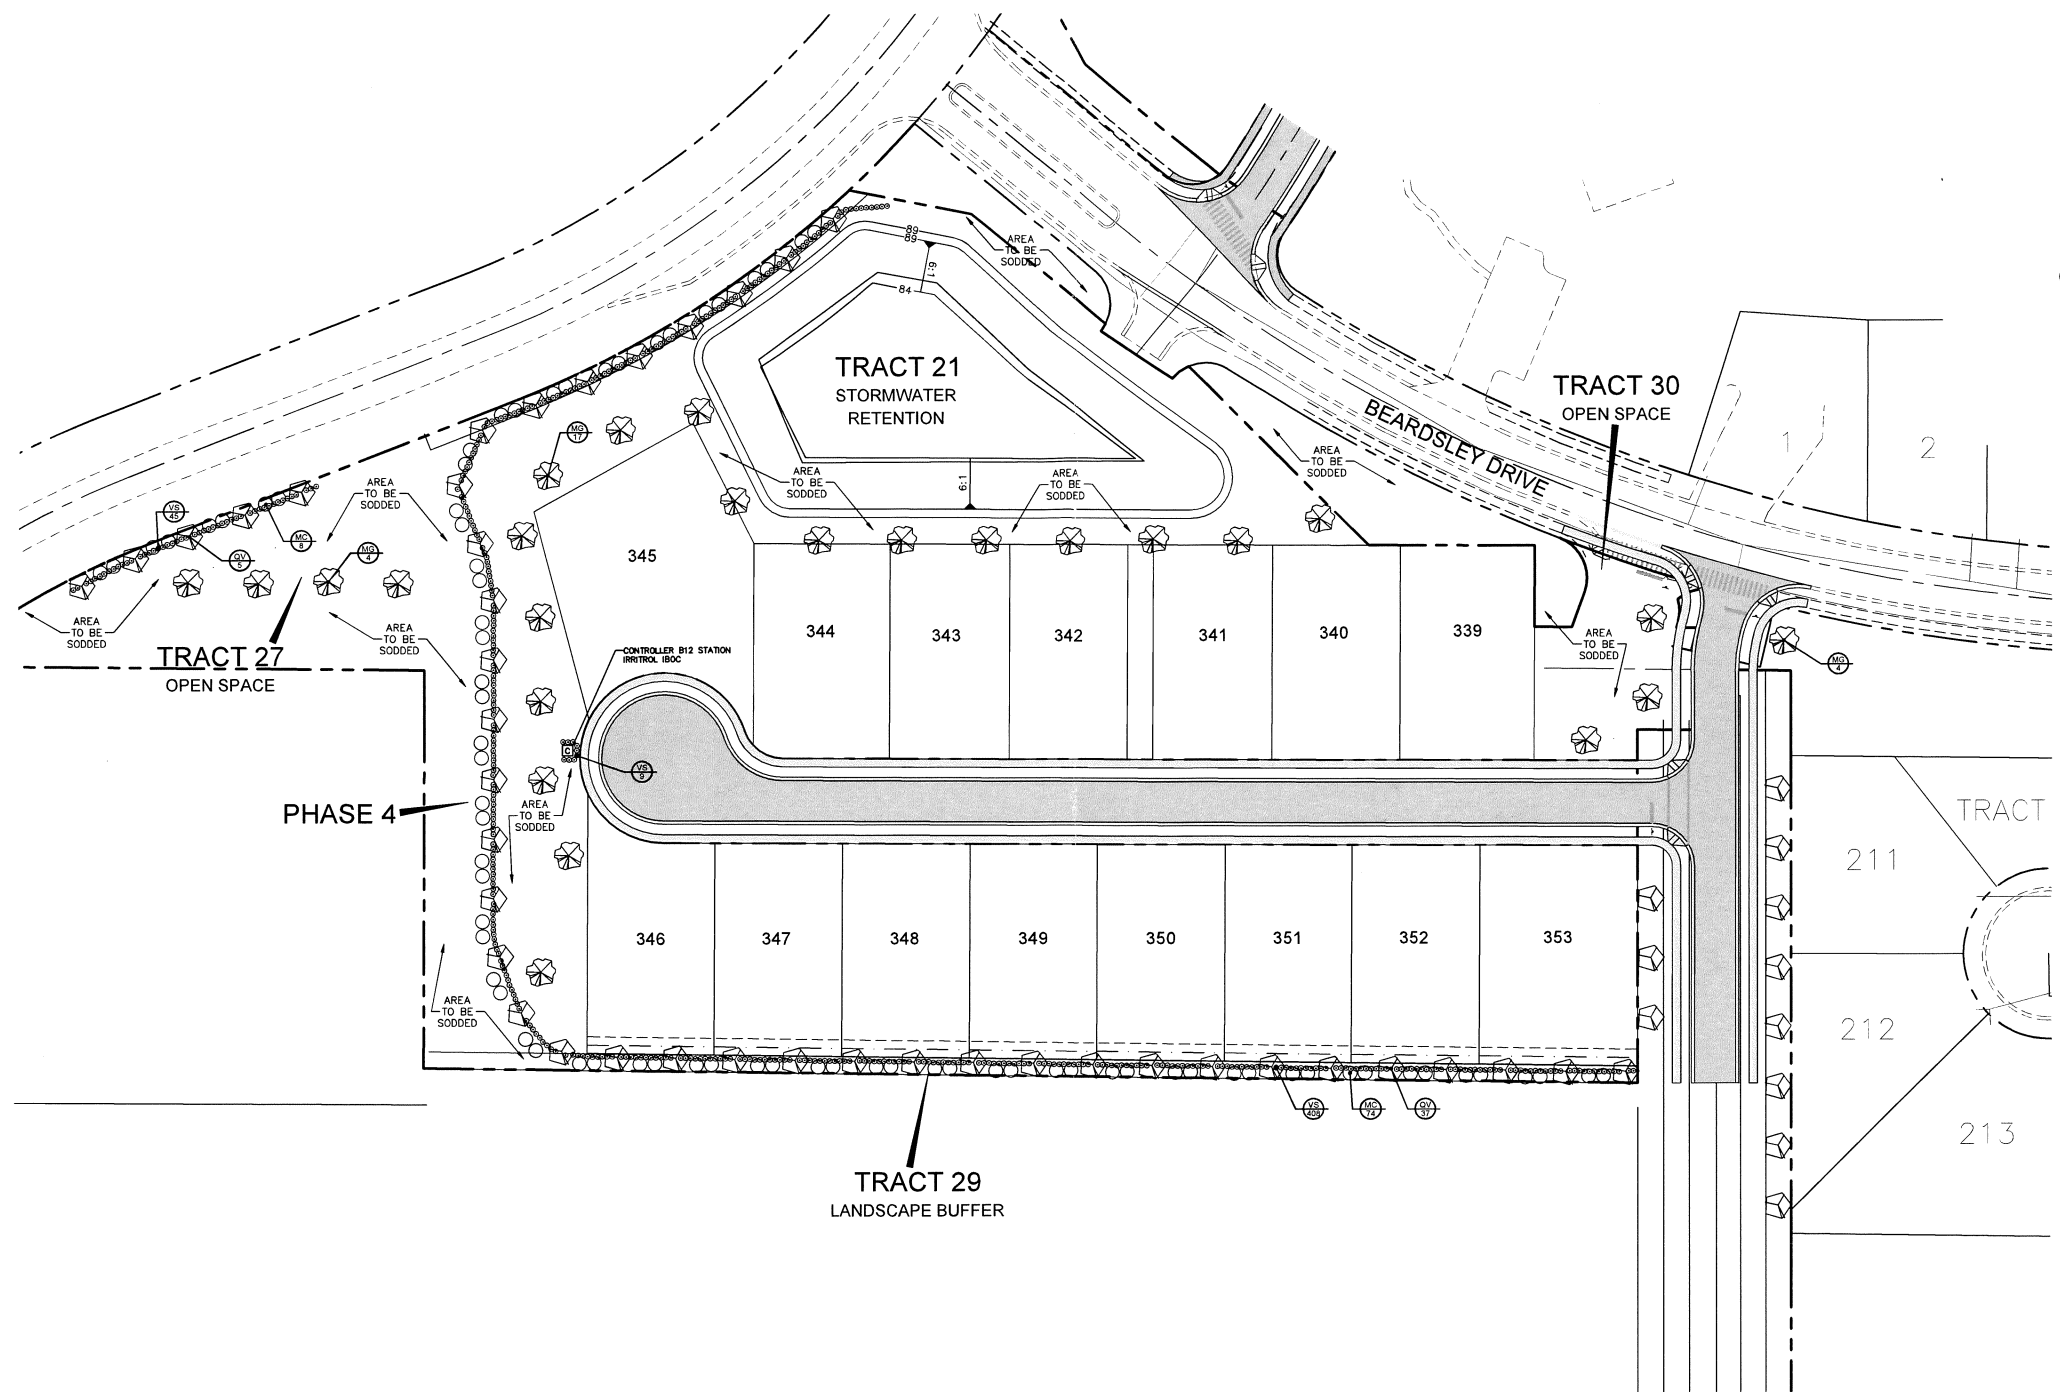 89
89
6:1
84
AREA
TO BE
SODDED
TRACT 21
STORMWATER
RETENTION
TRACT 30
OPEN SPACE
BEARDSLEY DRIVE
1
2
MG
17
AREA
TO BE
SODDED
AREA
TO BE
SODDED
AREA
TO BE
SODDED
AREA
TO BE
SODDED
6:1
VS
45
QV
5
MC
8
MG
4
345
AREA
TO BE
SODDED
AREA
TO BE
SODDED
TRACT 27
OPEN SPACE
CONTROLLER B12 STATION
IRRITROL IBOC
344
343
342
341
340
339
AREA
TO BE
SODDED
MG
4
C
VS
9
PHASE 4
AREA
TO BE
SODDED
TRACT
211
346
347
348
349
350
351
352
353
AREA
TO BE
SODDED
212
VS
408
MC
74
QV
37
213
TRACT 29
LANDSCAPE BUFFER